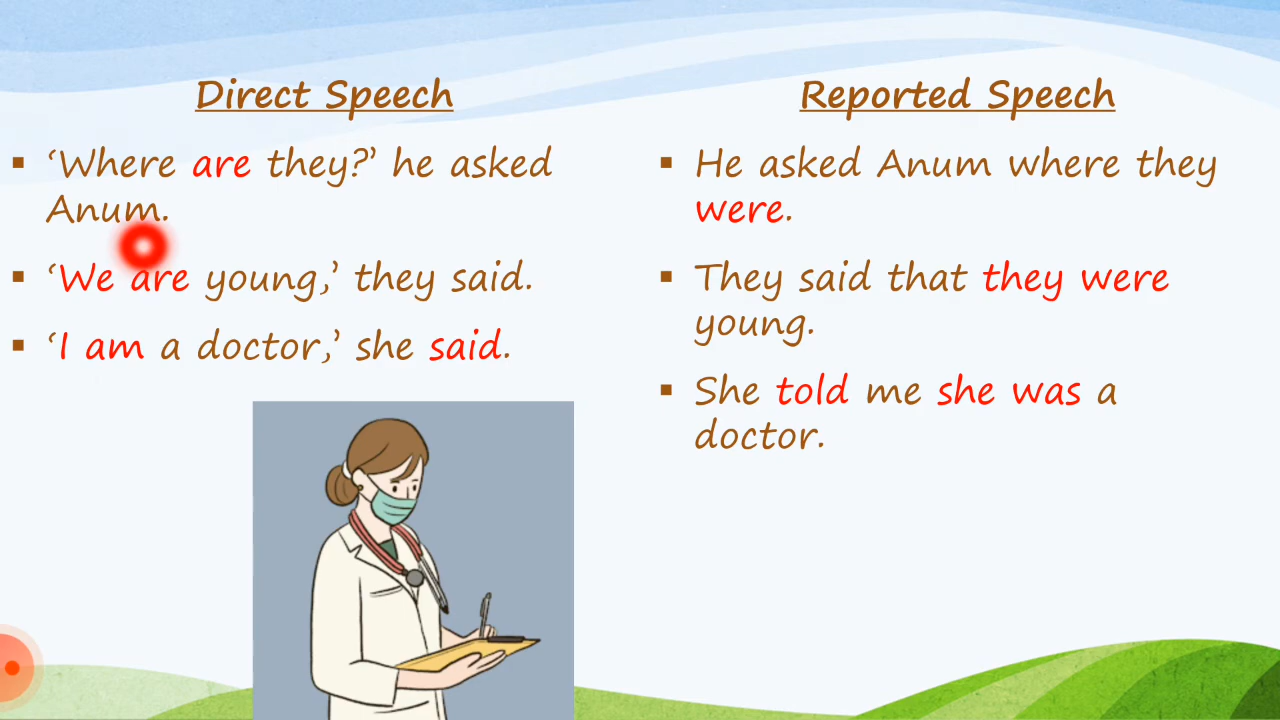 Direct Speech
▪ ‘Where are they?’ he asked
Anum.
▪ ‘We are young,’ they said.
▪ ‘I am a doctor,’ she said.
Reported Speech
▪ He asked Anum where they
were.
▪ They said that they were
young.
▪ She told me she was a
doctor.